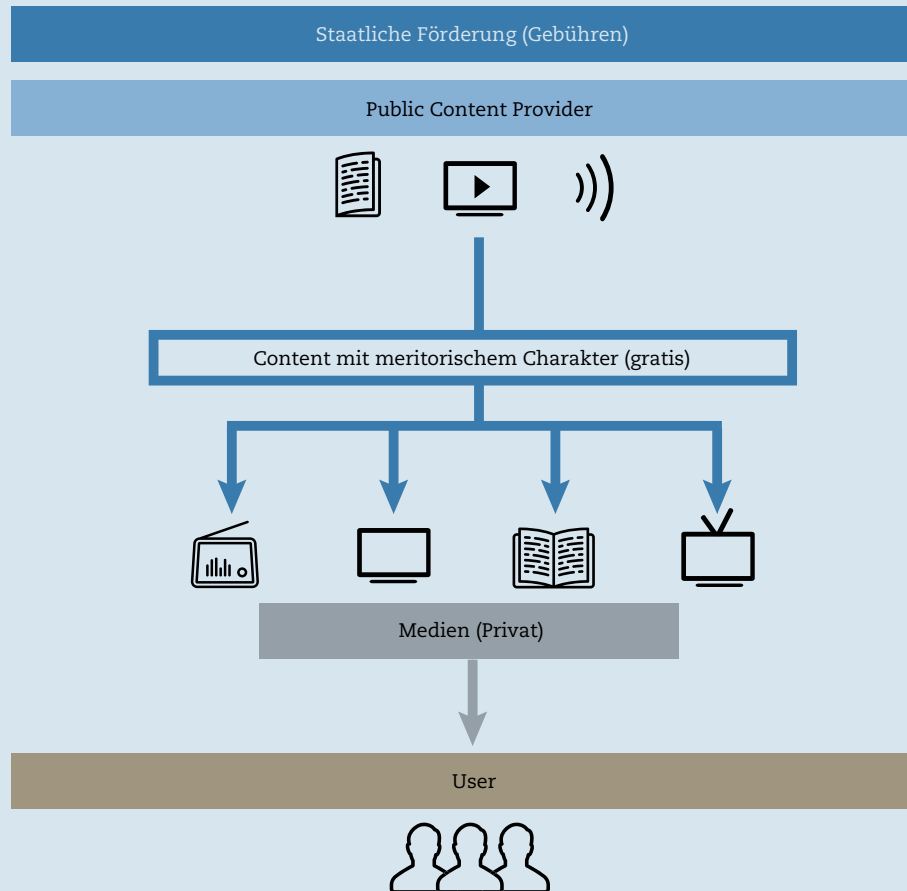 Staatliche Förderung (Gebühren)
Public Content Provider
Content mit meritorischem Charakter (gratis)
Medien (Privat)
User